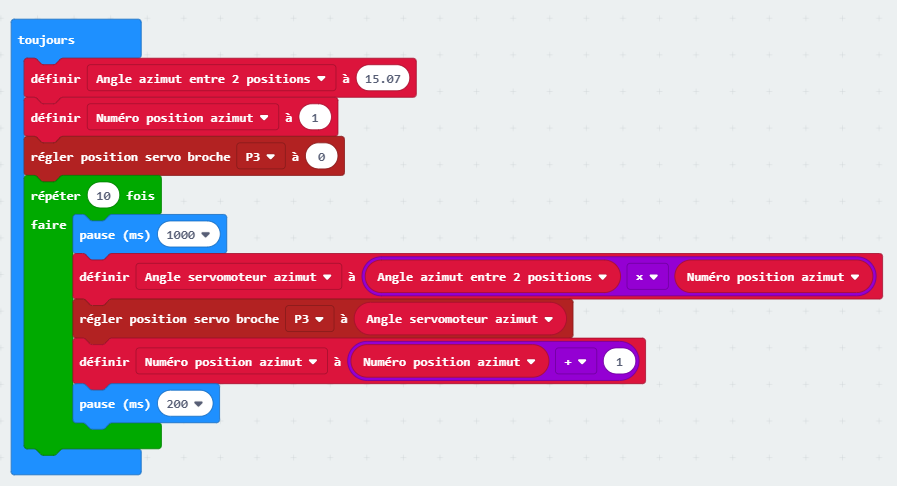 toujours
définir Angle azimut entre 2 positions à 15.07
définir Numéro position azimut à 1
régler position servo broche P3 à 0
répéter 10 fois
faire
pause (ms) 1000
définir Angle servomoteur azimut à Angle azimut entre 2 positions × Numéro position azimut
régler position servo broche P3 à Angle servomoteur azimut
définir Numéro position azimut à Numéro position azimut + 1
pause (ms) 200